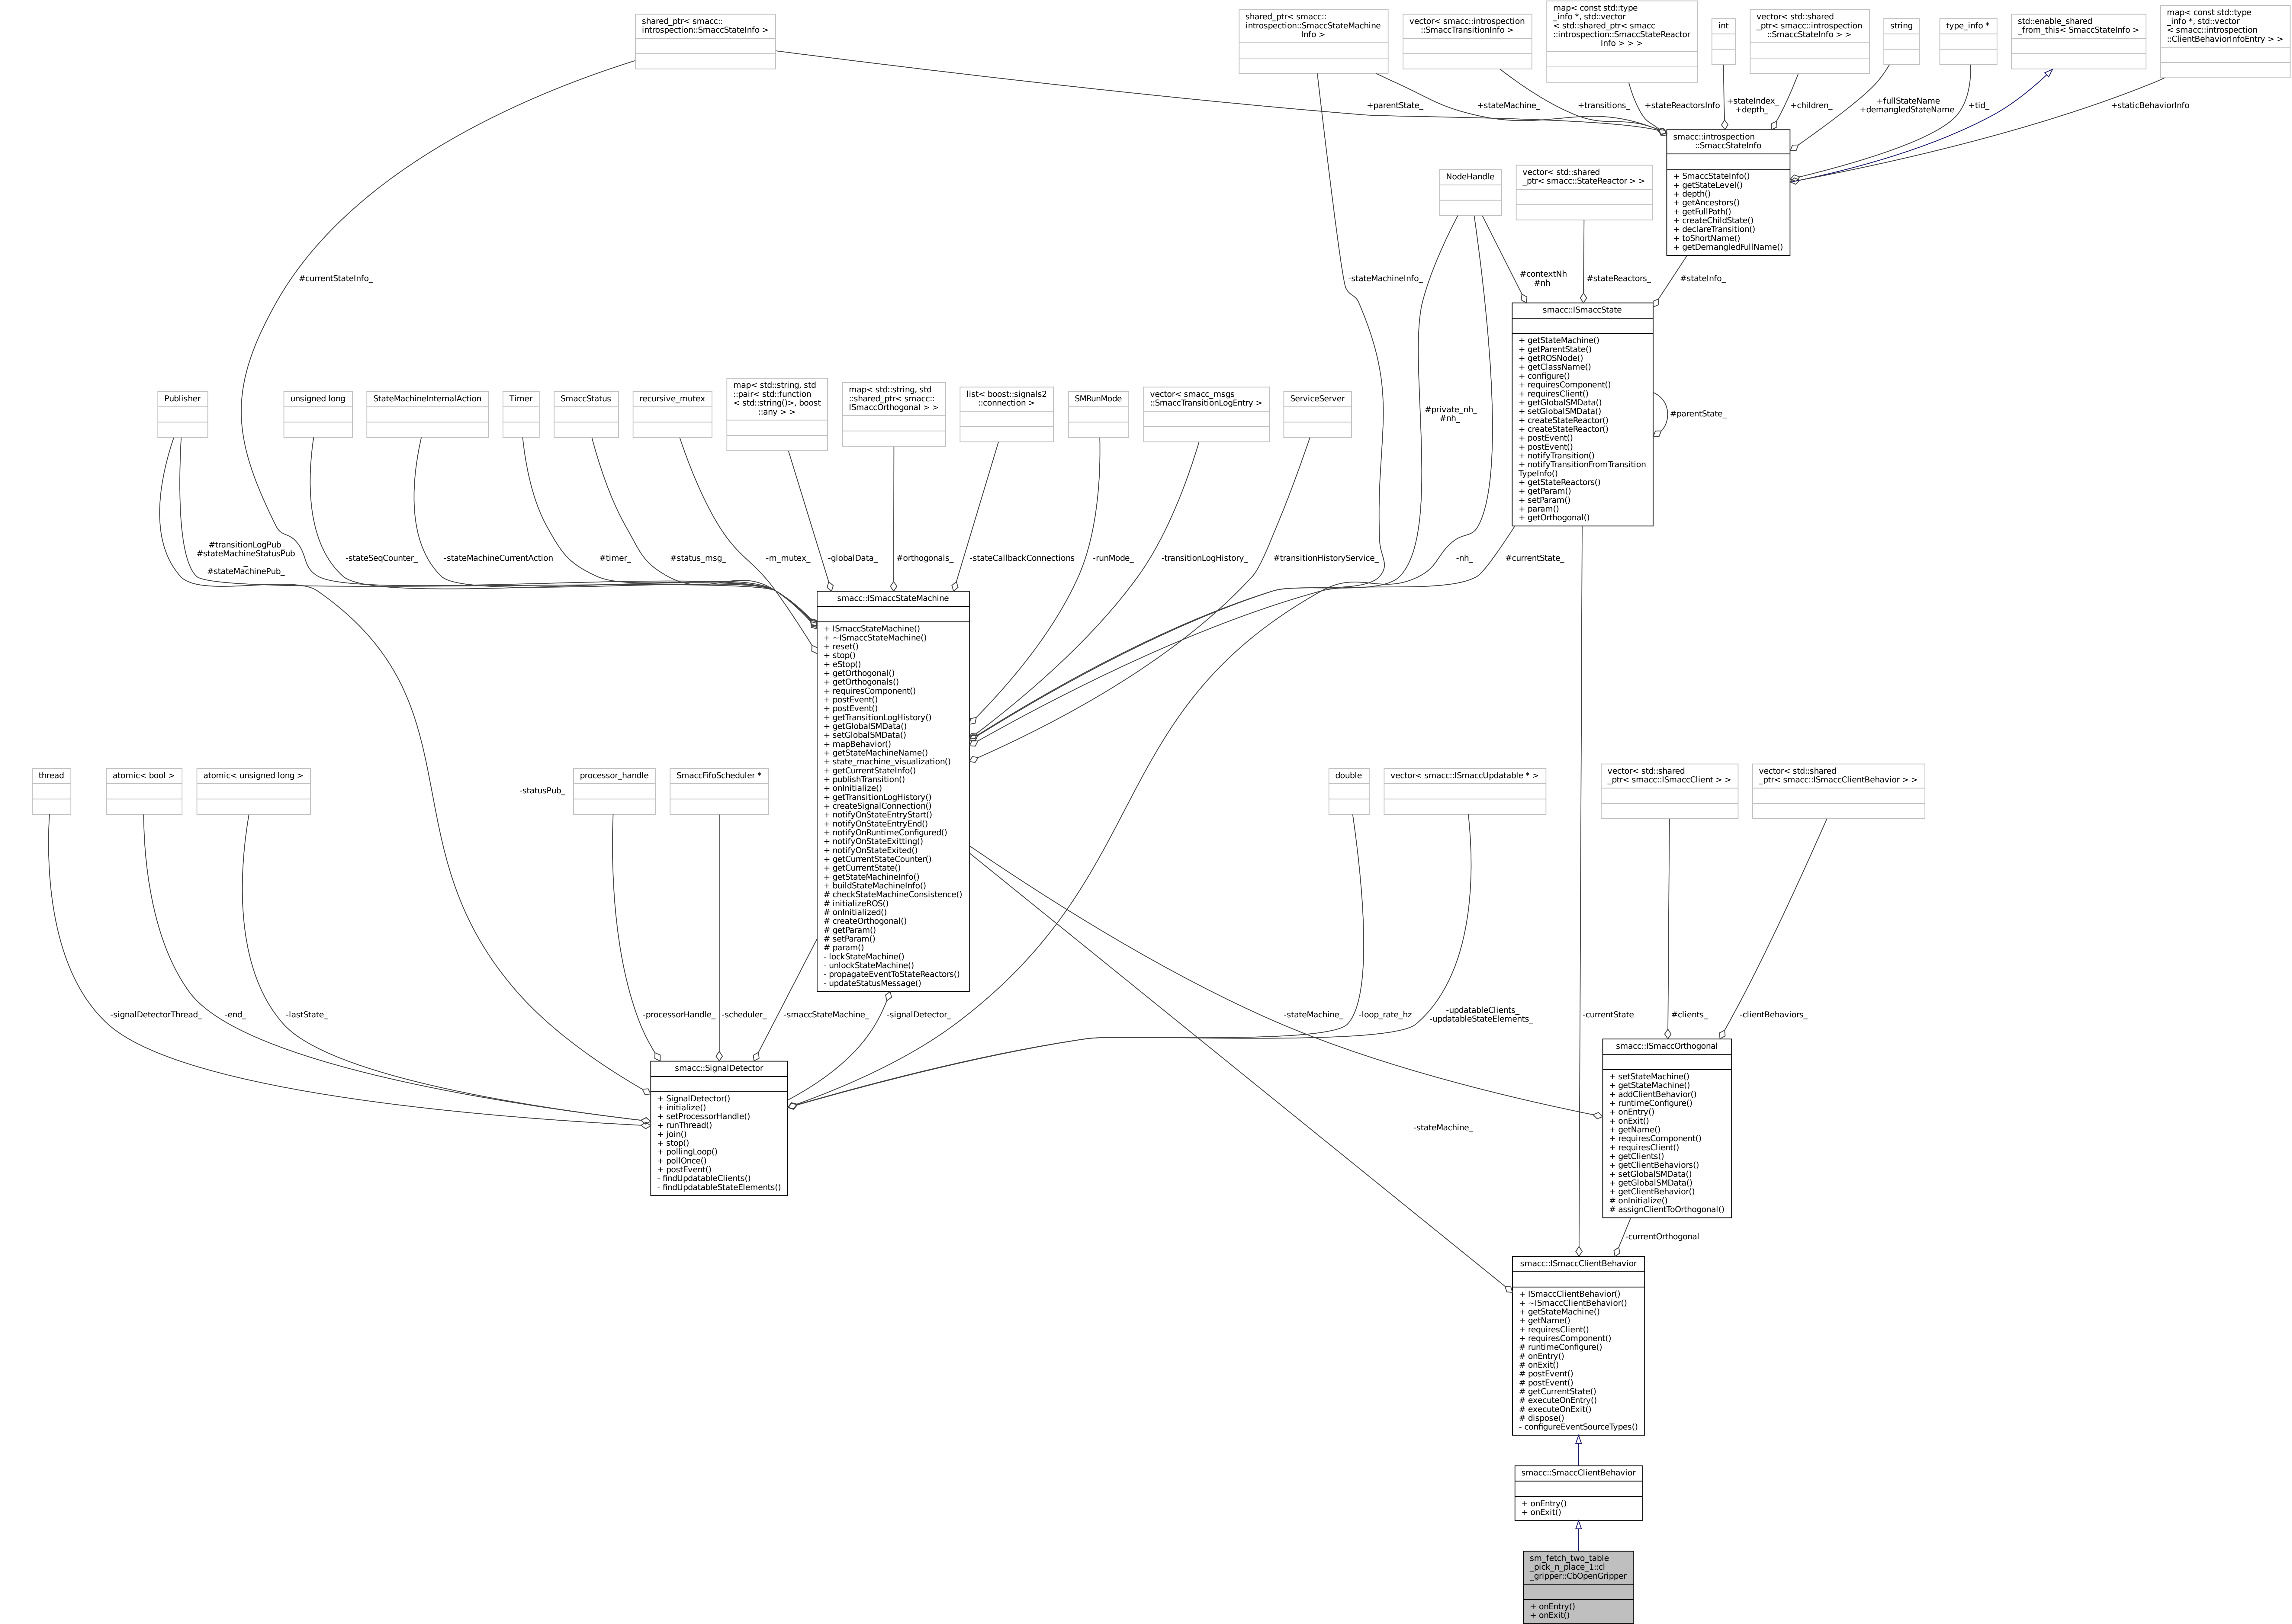 shared_ptr< smacc::
introspection::SmaccStateInfo >
shared_ptr< smacc::
introspection::SmaccStateMachine
Info >
vector< smacc::introspection
::SmaccTransitionInfo >
map< const std::type
_info *, std::vector
< std::shared_ptr< smacc
::introspection::SmaccStateReactor
Info > > >
int
vector< std::shared
_ptr< smacc::introspection
::SmaccStateInfo > >
string
type_info *
std::enable_shared
_from_this< SmaccStateInfo >
map< const std::type
_info *, std::vector
< smacc::introspection
::ClientBehaviorInfoEntry > >
+parentState_
+stateMachine_
+transitions_
+stateReactorsInfo
+stateIndex_
+depth_
+children_
+fullStateName
+demangledStateName
+tid_
+staticBehaviorInfo
smacc::introspection
::SmaccStateInfo
+ SmaccStateInfo()
+ getStateLevel()
+ depth()
+ getAncestors()
+ getFullPath()
+ createChildState()
+ declareTransition()
+ toShortName()
+ getDemangledFullName()
NodeHandle
vector< std::shared
_ptr< smacc::StateReactor > >
#currentStateInfo_
-stateMachineInfo_
#contextNh
#nh
#stateReactors_
#stateInfo_
smacc::ISmaccState
+ getStateMachine()
+ getParentState()
+ getROSNode()
+ getClassName()
+ configure()
+ requiresComponent()
+ requiresClient()
+ getGlobalSMData()
+ setGlobalSMData()
+ createStateReactor()
+ createStateReactor()
+ postEvent()
+ postEvent()
+ notifyTransition()
+ notifyTransitionFromTransition
TypeInfo()
+ getStateReactors()
+ getParam()
+ setParam()
+ param()
+ getOrthogonal()
#parentState_
#private_nh_
#nh_
Publisher
unsigned long
StateMachineInternalAction
Timer
SmaccStatus
recursive_mutex
map< std::string, std
::pair< std::function
< std::string()>, boost
::any > >
map< std::string, std
::shared_ptr< smacc::
ISmaccOrthogonal > >
list< boost::signals2
::connection >
SMRunMode
vector< smacc_msgs
::SmaccTransitionLogEntry >
ServiceServer
#transitionLogPub_
#stateMachineStatusPub
_
#stateMachinePub_
-stateSeqCounter_
-stateMachineCurrentAction
#timer_
#status_msg_
-m_mutex_
-globalData_
#orthogonals_
-stateCallbackConnections
-runMode_
-transitionLogHistory_
#transitionHistoryService_
-nh_
#currentState_
smacc::ISmaccStateMachine
+ ISmaccStateMachine()
+ ~ISmaccStateMachine()
+ reset()
+ stop()
+ eStop()
+ getOrthogonal()
+ getOrthogonals()
+ requiresComponent()
+ postEvent()
+ postEvent()
+ getTransitionLogHistory()
+ getGlobalSMData()
+ setGlobalSMData()
+ mapBehavior()
+ getStateMachineName()
+ state_machine_visualization()
+ getCurrentStateInfo()
+ publishTransition()
+ onInitialize()
+ getTransitionLogHistory()
+ createSignalConnection()
+ notifyOnStateEntryStart()
+ notifyOnStateEntryEnd()
+ notifyOnRuntimeConfigured()
+ notifyOnStateExitting()
+ notifyOnStateExited()
+ getCurrentStateCounter()
+ getCurrentState()
+ getStateMachineInfo()
+ buildStateMachineInfo()
# checkStateMachineConsistence()
# initializeROS()
# onInitialized()
# createOrthogonal()
# getParam()
# setParam()
# param()
- lockStateMachine()
- unlockStateMachine()
- propagateEventToStateReactors()
- updateStatusMessage()
thread
atomic< bool >
atomic< unsigned long >
-statusPub_
processor_handle
SmaccFifoScheduler *
double
vector< smacc::ISmaccUpdatable * >
vector< std::shared
_ptr< smacc::ISmaccClient > >
vector< std::shared
_ptr< smacc::ISmaccClientBehavior > >
-signalDetectorThread_
-end_
-lastState_
-processorHandle_
-scheduler_
-smaccStateMachine_
-signalDetector_
-stateMachine_
-loop_rate_hz
-updatableClients_
-updatableStateElements_
-currentState
#clients_
-clientBehaviors_
smacc::SignalDetector
+ SignalDetector()
+ initialize()
+ setProcessorHandle()
+ runThread()
+ join()
+ stop()
+ pollingLoop()
+ pollOnce()
+ postEvent()
- findUpdatableClients()
- findUpdatableStateElements()
smacc::ISmaccOrthogonal
+ setStateMachine()
+ getStateMachine()
+ addClientBehavior()
+ runtimeConfigure()
+ onEntry()
+ onExit()
+ getName()
+ requiresComponent()
+ requiresClient()
+ getClients()
+ getClientBehaviors()
+ setGlobalSMData()
+ getGlobalSMData()
+ getClientBehavior()
# onInitialize()
# assignClientToOrthogonal()
-stateMachine_
-currentOrthogonal
smacc::ISmaccClientBehavior
+ ISmaccClientBehavior()
+ ~ISmaccClientBehavior()
+ getStateMachine()
+ getName()
+ requiresClient()
+ requiresComponent()
# runtimeConfigure()
# onEntry()
# onExit()
# postEvent()
# postEvent()
# getCurrentState()
# executeOnEntry()
# executeOnExit()
# dispose()
- configureEventSourceTypes()
smacc::SmaccClientBehavior
+ onEntry()
+ onExit()
sm_fetch_two_table
_pick_n_place_1::cl
_gripper::CbOpenGripper
+ onEntry()
+ onExit()